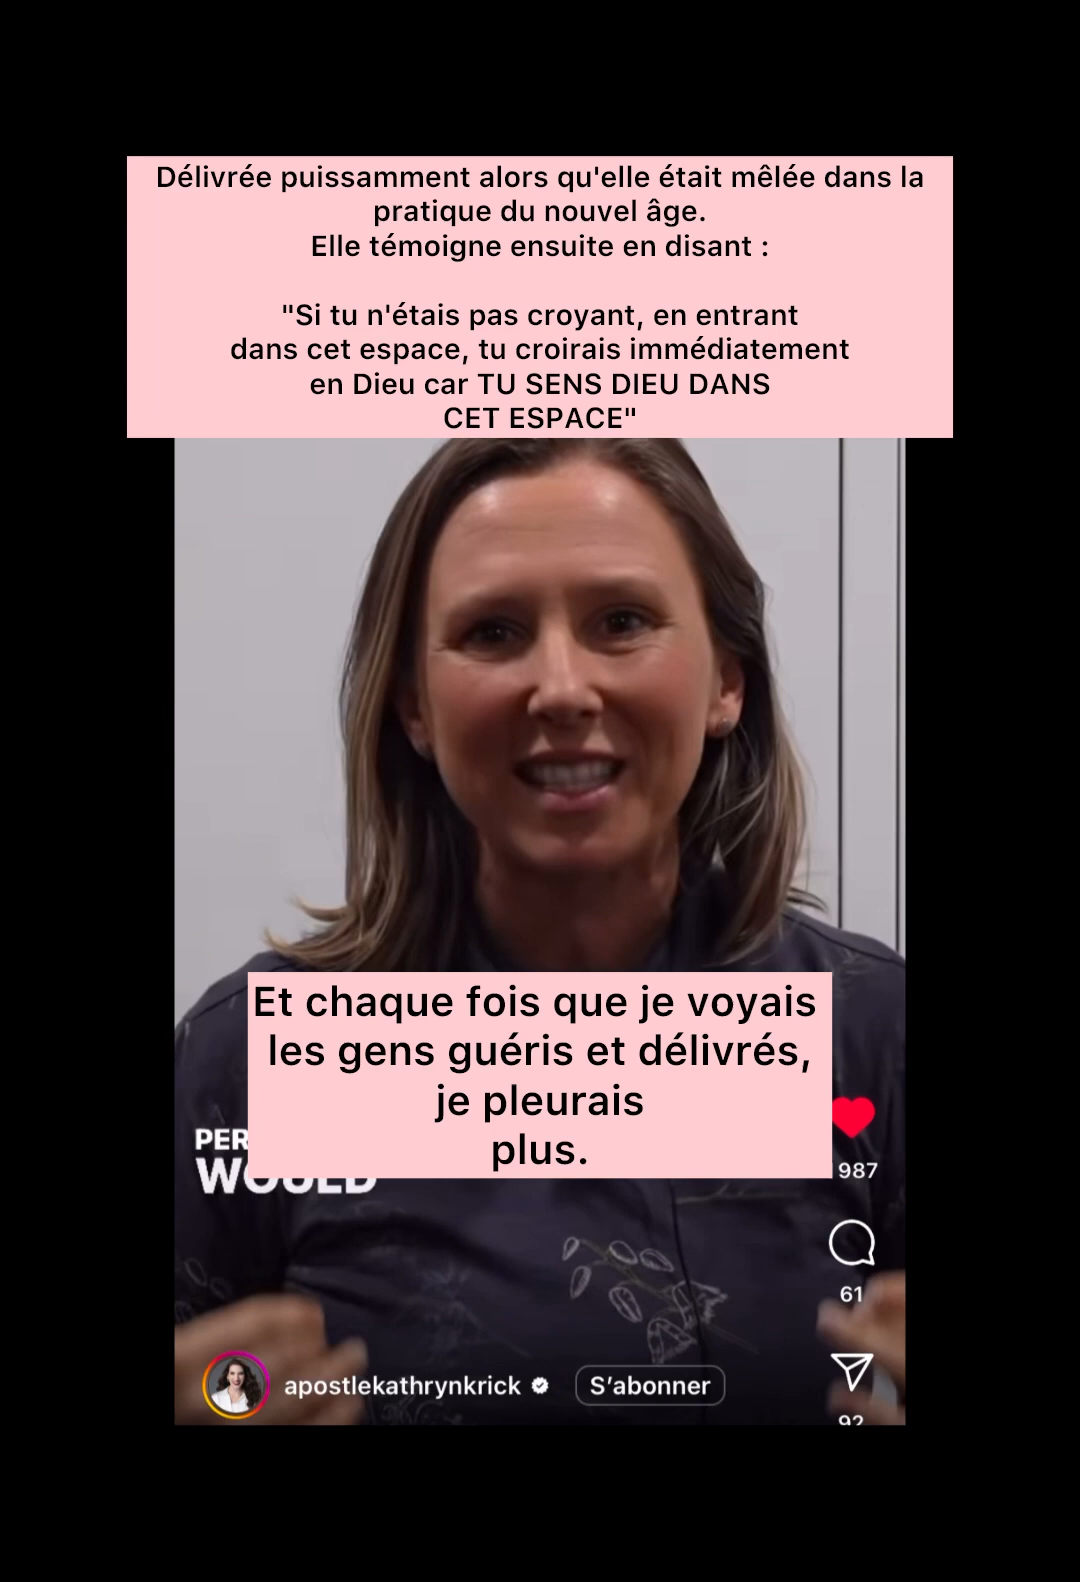 Délivrée puissamment alors qu'elle était mêlée dans la
pratique du nouvel âge.
Elle témoigne ensuite en disant :
"Si tu n'étais pas croyant, en entrant
dans cet espace, tu croirais immédiatement
en Dieu car TU SENS DIEU DANS
CET ESPACE"
Et chaque fois que je voyais
les gens guéris et délivrés,
je pleurais
plus.
PER
WOULD
987
61
apostlekathrynkrick
S'abonner
92